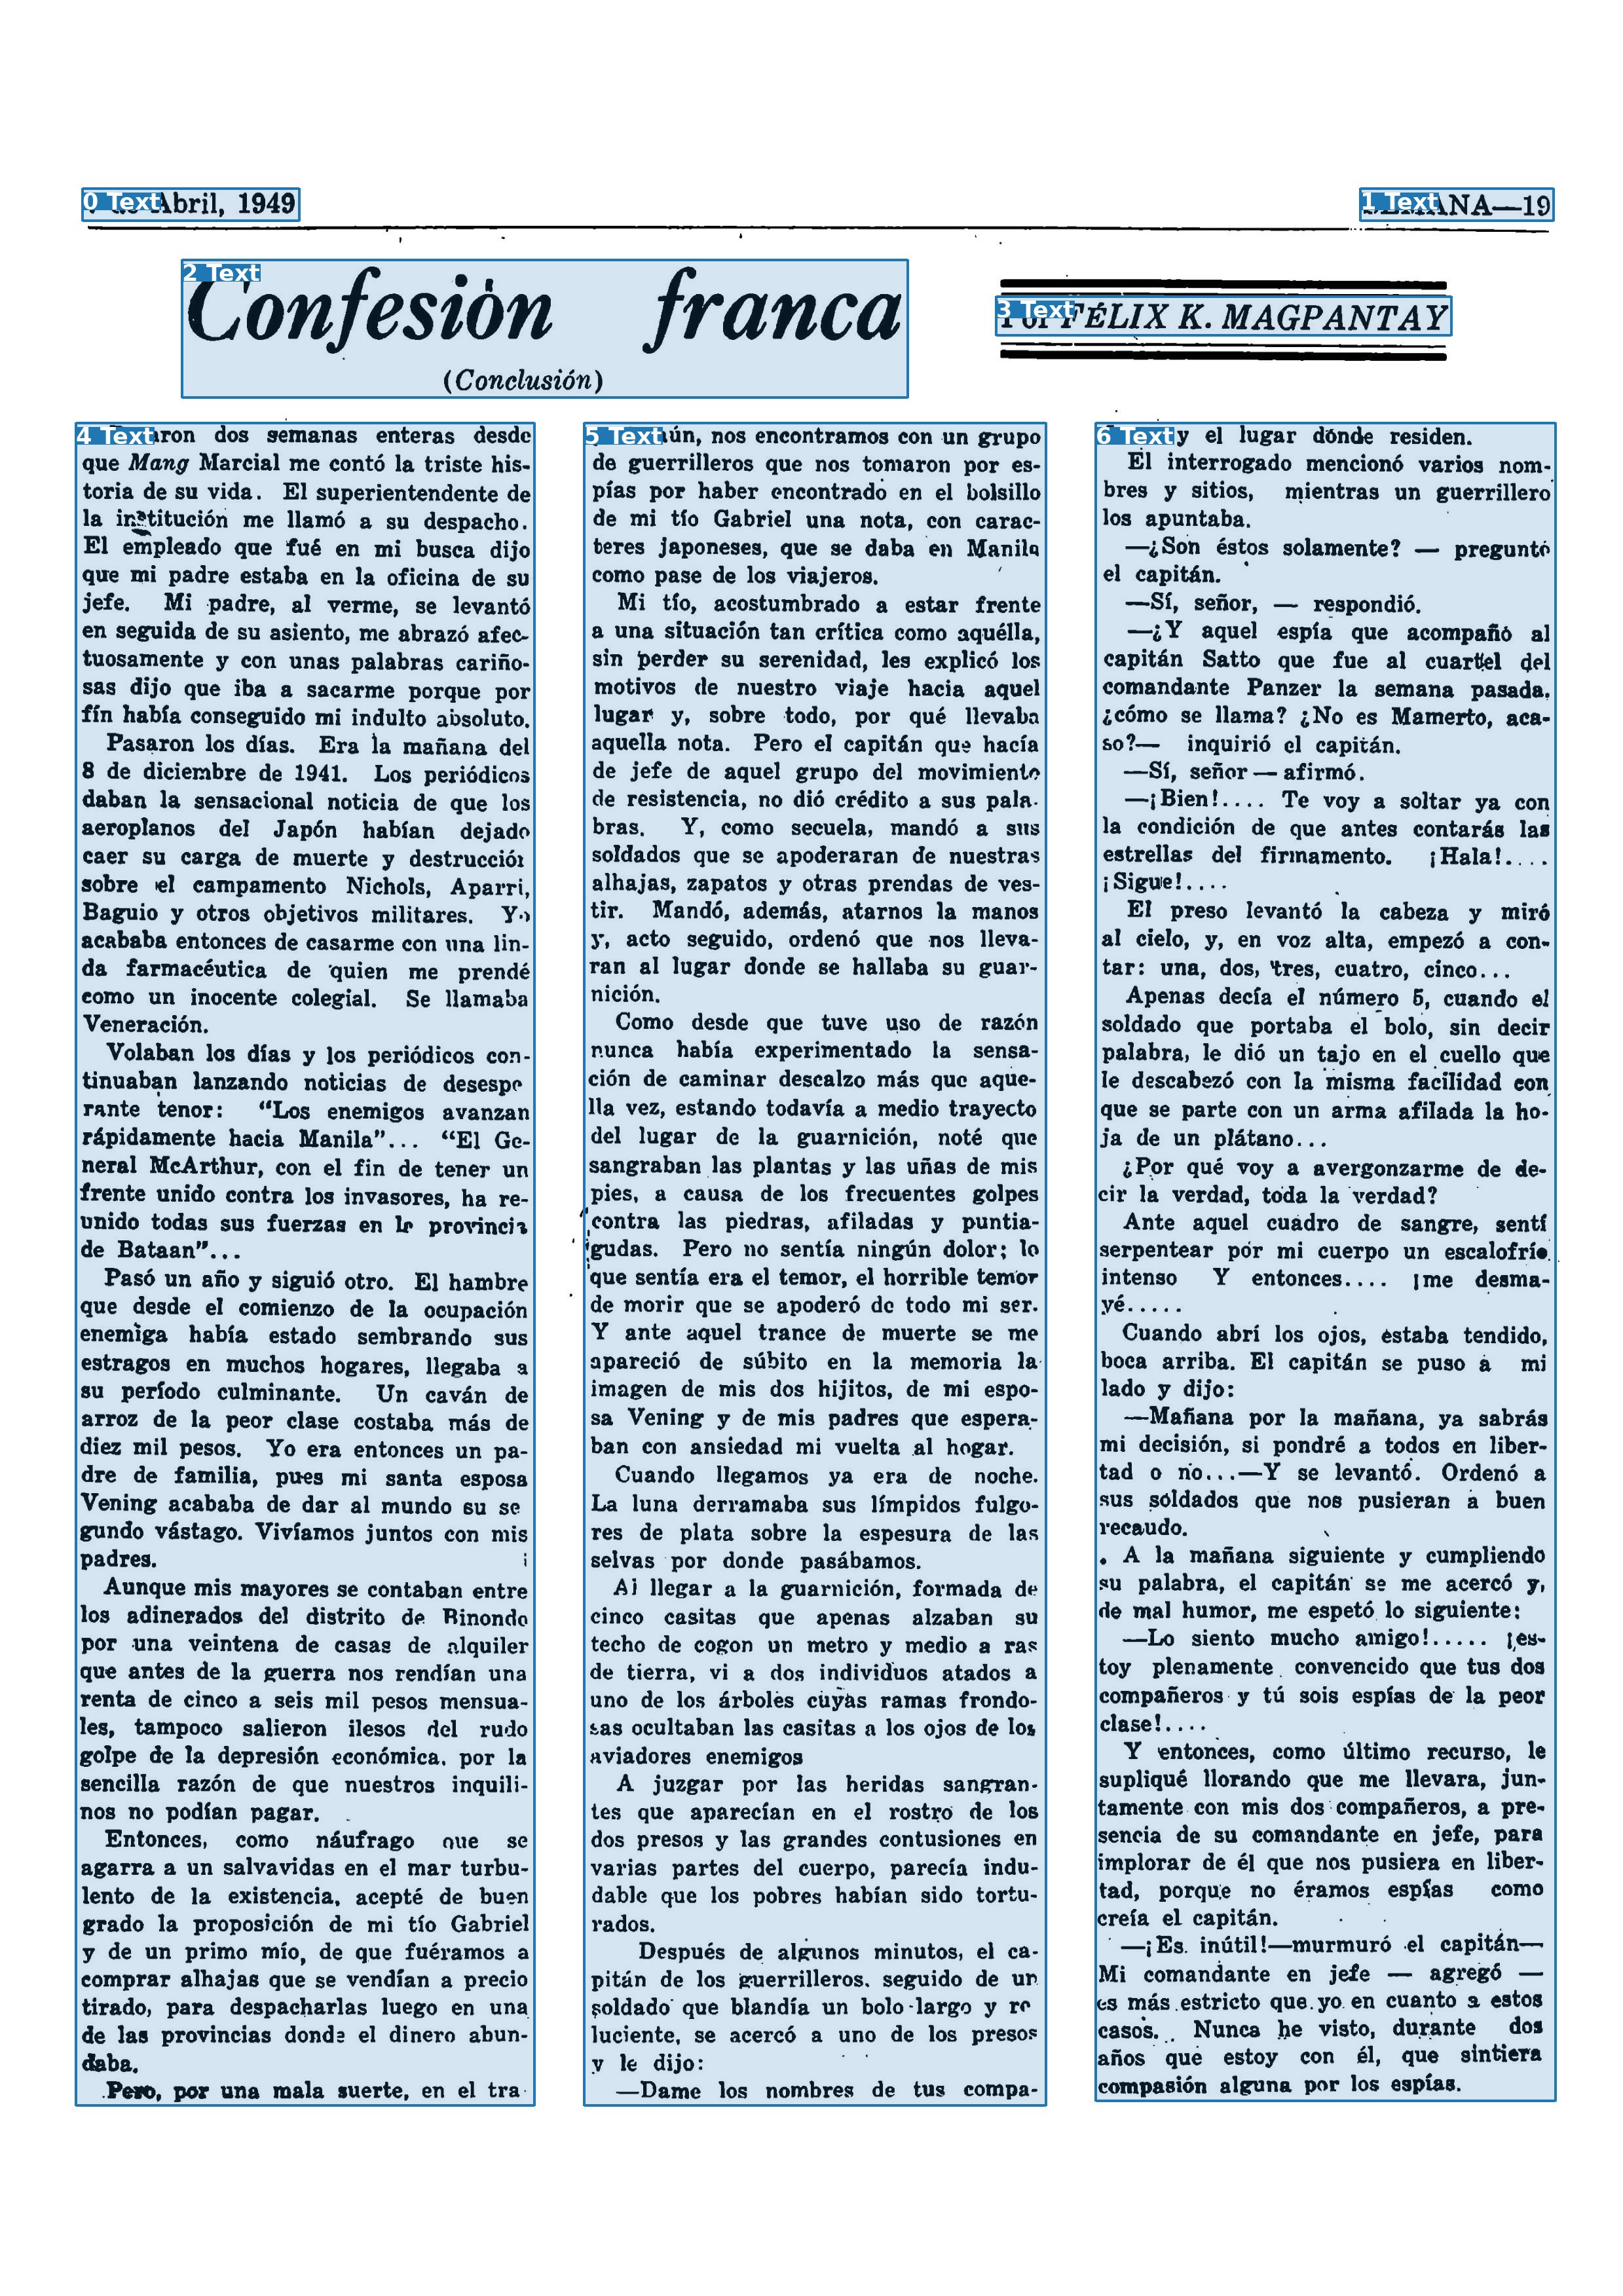 Abril, 1949
NA—19
Confesión franca
(Conclusión)
FÉLIX K. MAGPANTAY
dos semanas enteras desde
que Mang Marcial me contó la triste his-
toria de su vida. El superientendente de
la institución me llamó a su despacho.
El empleado que fué en mi busca dijo
que mi padre estaba en la oficina de su
jefe. Mi padre, al verme, se levantó
en seguida de su asiento, me abrazó afec-
tuosamente y con unas palabras cariño-
sas dijo que iba a sacarme porque por
fín había conseguido mi indulto absoluto.
Pasaron los días. Era la mañana del
8 de diciembre de 1941. Los periódicos
daban la sensacional noticia de que los
aeroplanos del Japón habían dejado
caer su carga de muerte y destrucción
sobre el campamento Nichols, Aparri,
Baguio y otros objetivos militares. Yo
acababa entonces de casarme con una lin-
da farmacéutica de quien me prendé
como un inocente colegial. Se llamaba
Veneración.
Volaban los días y los periódicos con-
tinuaban lanzando noticias de desespe
rante tenor: "Los enemigos avanzan
rápidamente hacia Manila"... "El Ge-
neral McArthur, con el fin de tener un
frente unido contra los invasores, ha re-
unido todas sus fuerzas en la provincia
de Bataan"...
Pasó un año y siguió otro. El hambre
que desde el comienzo de la ocupación
enemiga había estado sembrando sus
estragos en muchos hogares, llegaba a
su período culminante. Un caván de
arroz de la peor clase costaba más de
diez mil pesos. Yo era entonces un pa-
dre de familia, pues mi santa esposa
Vening acababa de dar al mundo su se
gundo vástago. Vivíamos juntos con mis
padres.
Aunque mis mayores se contaban entre
los adinerados del distrito de Binondo
por una veintena de casas de alquiler
que antes de la guerra nos rendían una
renta de cinco a seis mil pesos mensua-
les, tampoco salieron ilesos del rudo
golpe de la depresión económica, por la
sencilla razón de que nuestros inquili-
nos no podían pagar.
Entonces, como náufrago que se
agarra a un salvavidas en el mar turbu-
lento de la existencia, acepté de buen
grado la proposición de mi tío Gabriel
y de un primo mío, de que fuéramos a
comprar alhajas que se vendían a precio
tirado, para despacharlas luego en una
de las provincias donde el dinero abun-
daba.
Pero, por una mala suerte, en el tra
ún, nos encontramos con un grupo
de guerrilleros que nos tomaron por es-
pías por haber encontrado en el bolsillo
de mi tío Gabriel una nota, con carac-
teres japoneses, que se daba en Manila
como pase de los viajeros.
Mi tío, acostumbrado a estar frente
a una situación tan crítica como aquélla,
sin perder su serenidad, les explicó los
motivos de nuestro viaje hacia aquel
lugar y, sobre todo, por qué llevaba
aquella nota. Pero el capitán que hacía
de jefe de aquel grupo del movimiento
de resistencia, no dió crédito a sus pala-
bras. Y, como secuela, mandó a sus
soldados que se apoderaran de nuestras
alhajas, zapatos y otras prendas de ves-
tir. Mandó, además, atarnos la manos
y, acto seguido, ordenó que nos lleva-
ran al lugar donde se hallaba su guar-
nición.
Como desde que tuve uso de razón
nunca había experimentado la sensa-
ción de caminar descalzo más que aque-
lla vez, estando todavía a medio trayecto
del lugar de la guarnición, noté que
sangraban las plantas y las uñas de mis
pies, a causa de los frecuentes golpes
contra las piedras, afiladas y puntia-
gudas. Pero no sentía ningún dolor; lo
que sentía era el temor, el horrible temor
de morir que se apoderó de todo mi ser.
Y ante aquel trance de muerte se me
apareció de súbito en la memoria la
imagen de mis dos hijitos, de mi espo-
sa Vening y de mis padres que espera-
ban con ansiedad mi vuelta al hogar.
Cuando llegamos ya era de noche.
La luna derramaba sus límpidos fulgo-
res de plata sobre la espesura de las
selvas por donde pasábamos.
Al llegar a la guarnición, formada de
cinco casitas que apenas alzaban su
techo de cogon un metro y medio a ras
de tierra, vi a dos individuos atados a
uno de los árboles cuyas ramas frondo-
sas ocultaban las casitas a los ojos de los
aviadores enemigos
A juzgar por las heridas sangran-
tes que aparecían en el rostro de los
dos presos y las grandes contusiones en
varias partes del cuerpo, parecía indu-
dable que los pobres habían sido tortu-
rados.
Después de algunos minutos, el ca-
pitán de los guerrilleros, seguido de un
soldado que blandía un bolo largo y re
luciente, se acercó a uno de los presos
y le dijo:
—Dame los nombres de tus compa-
y el lugar dónde residen.
El interrogado mencionó varios nom-
bres y sitios, mientras un guerrillero
los apuntaba.
—¿Son éstos solamente? — preguntó
el capitán.
—Sí, señor, — respondió.
—¿Y aquel espía que acompañó al
capitán Satto que fue al cuartel del
comandante Panzer la semana pasada,
¿cómo se llama? ¿No es Mamerto, aca-
so?— inquirió el capitán.
—Sí, señor — afirmó.
—¡Bien!.... Te voy a soltar ya con
la condición de que antes contarás las
estrellas del firmamento. ¡Hala!....
¡Sigue!....
El preso levantó la cabeza y miró
al cielo, y, en voz alta, empezó a con-
tar: una, dos, tres, cuatro, cinco...
Apenas decía el número 5, cuando el
soldado que portaba el bolo, sin decir
palabra, le dió un tajo en el cuello que
le descabezó con la misma facilidad con
que se parte con un arma afilada la ho-
ja de un plátano...
¿Por qué voy a avergonzarme de de-
cir la verdad, toda la verdad?
Ante aquel cuadro de sangre, sentí
serpentear por mi cuerpo un escalofrío
intenso Y entonces.... ¡me desma-
yé.....
Cuando abrí los ojos, estaba tendido,
boca arriba. El capitán se puso a mi
lado y dijo:
—Mañana por la mañana, ya sabrás
mi decisión, si pondré a todos en liber-
tad o no...—Y se levantó. Ordenó a
sus soldados que nos pusieran a buen
recaudo.
A la mañana siguiente y cumpliendo
su palabra, el capitán se me acercó y,
de mal humor, me espetó lo siguiente:
—Lo siento mucho amigo!..... ¡es-
toy plenamente convencido que tus dos
compañeros y tú sois espías de la peor
clase!....
Y entonces, como último recurso, le
supliqué llorando que me llevara, jun-
tamente con mis dos compañeros, a pre-
sencia de su comandante en jefe, para
implorar de él que nos pusiera en liber-
tad, porque no éramos espías como
creía el capitán.
—¡Es inútil!—murmuró el capitán—
Mi comandante en jefe — agregó —
es más estricto que yo en cuanto a estos
casos. Nunca he visto, durante dos
años que estoy con él, que sintiera
compasión alguna por los espías.